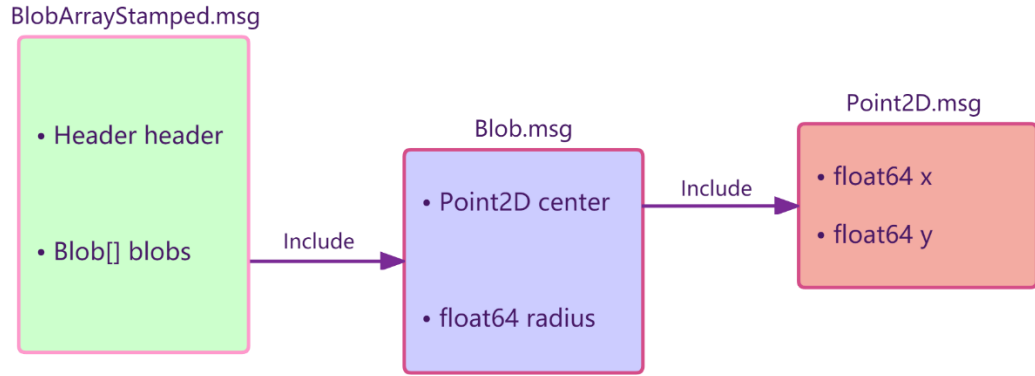 BlobArrayStamped.msg
• Header header
• Blob[] blobs
Include
Blob.msg
• Point2D center
• float64 radius
Include
Point2D.msg
• float64 x
• float64 y